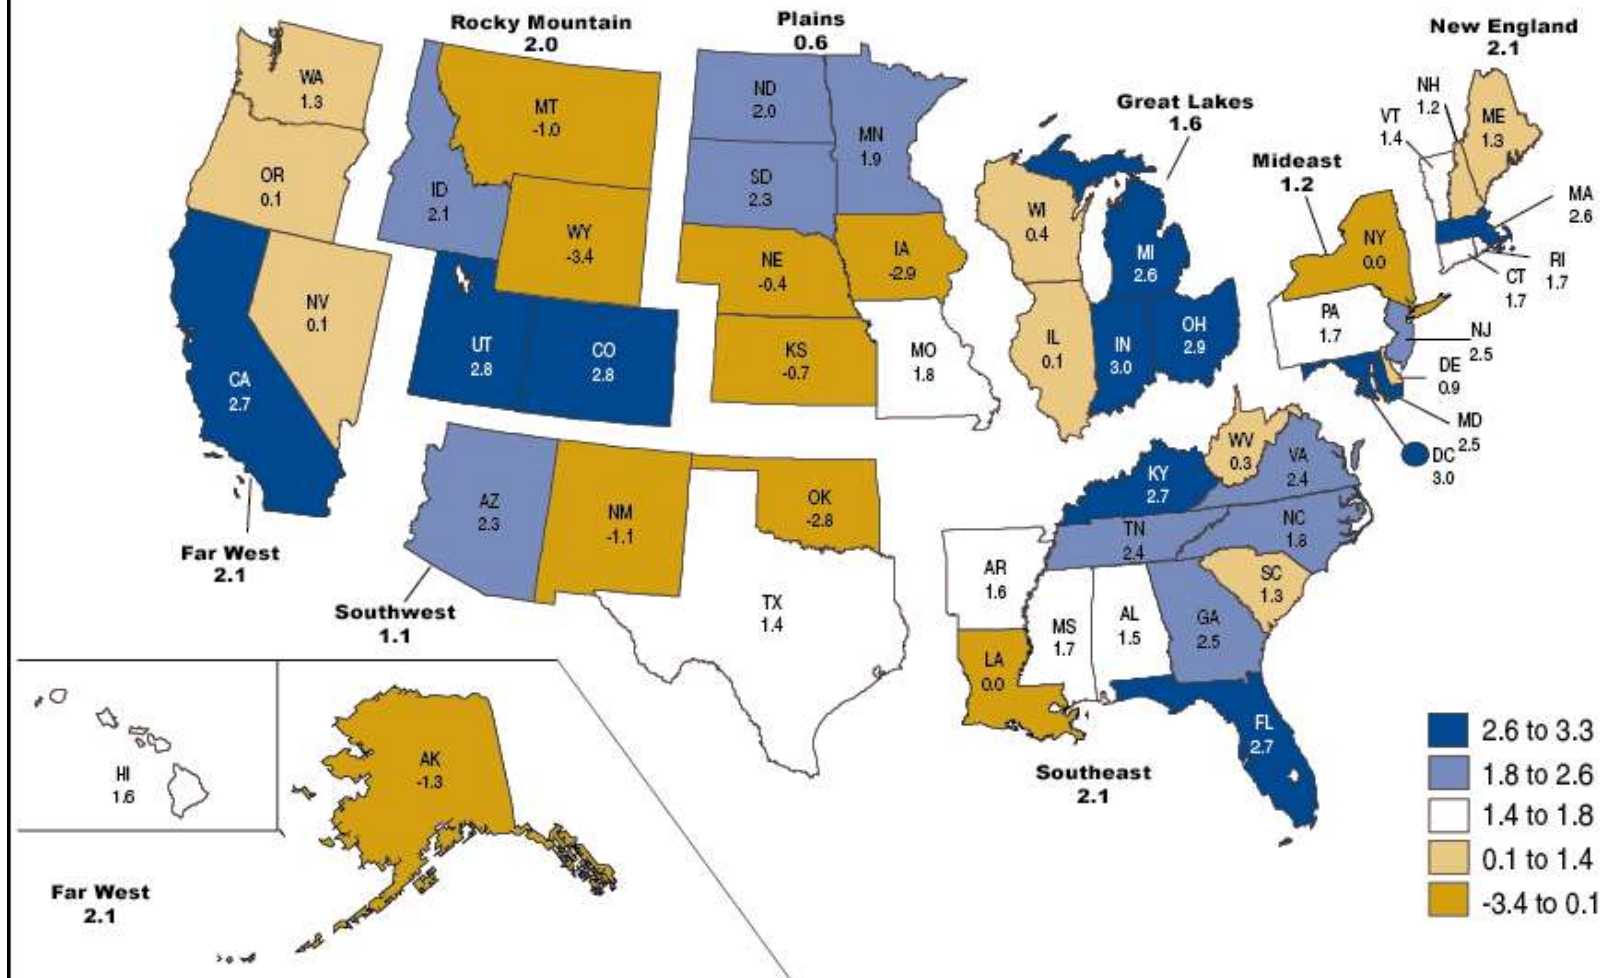 Rocky Mountain
2.0
Plains
0.6
New England
2.1
Great Lakes
1.6
Mideast
1.2
WA
1.3
OR
0.1
CA
2.7
NV
0.1
Far West
2.1
MT
-1.0
ID
2.1
WY
-3.4
UT
2.8
CO
2.8
ND
2.0
MN
1.9
SD
2.3
NE
-0.4
IA
-2.9
KS
-0.7
MO
1.8
WI
0.4
MI
2.6
IL
0.1
IN
3.0
OH
2.9
NH
1.2
VT
1.4
ME
1.3
MA
2.6
RI
1.7
CT
1.7
NY
0.0
PA
1.7
NJ
2.5
DE
0.9
MD
2.5
DC
3.0
AZ
2.3
NM
-1.1
OK
-2.8
TX
1.4
Southwest
1.1
KY
2.7
WV
0.3
VA
2.4
TN
2.4
NC
1.8
AR
1.6
SC
1.3
MS
1.7
AL
1.5
GA
2.5
LA
0.0
FL
2.7
Southeast
2.1
HI
1.6
AK
-1.3
Far West
2.1
2.6 to 3.3
1.8 to 2.6
1.4 to 1.8
0.1 to 1.4
-3.4 to 0.1